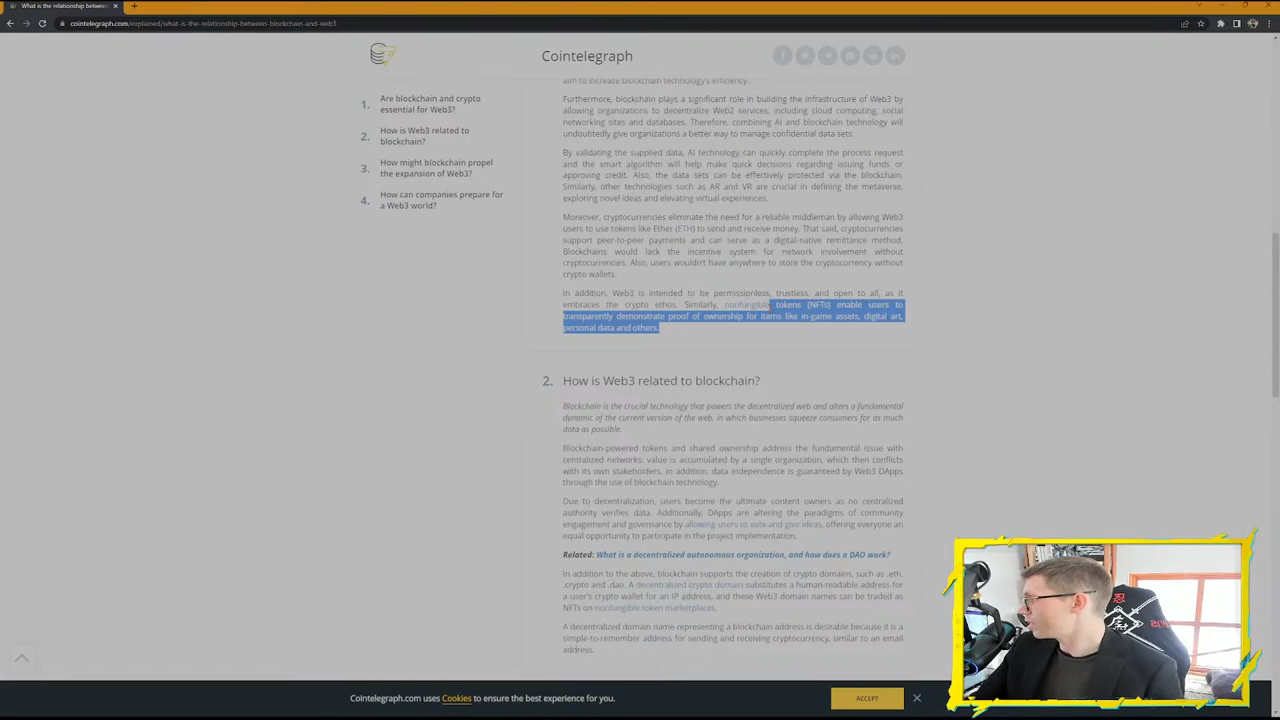 What is the relationship between
cointelegraph.com/explained/what-is-the-relationship-between-blockchain-and-web3
Cointelegraph
1. Are blockchain and crypto
essential for Web3?
2. How is Web3 related to
blockchain?
3. How might blockchain propel
the expansion of Web3?
4. How can companies prepare for
a Web3 world?
aim to increase blockchain technology's efficiency.
Furthermore, blockchain plays a significant role in building the infrastructure of Web3 by
allowing organizations to decentralize Web2 services, including cloud computing, social
networking sites and databases. Therefore, combining AI and blockchain technology will
undoubtedly give organizations a better way to manage confidential data sets.
By validating the supplied data, AI technology can quickly complete the process request
and the smart algorithm will help make quick decisions regarding issuing funds or
approving credit. Also, the data sets can be effectively protected via the blockchain.
Similarly, other technologies such as AR and VR are crucial in defining the metaverse,
exploring novel ideas and elevating virtual experiences.
Moreover, cryptocurrencies eliminate the need for a reliable middleman by allowing Web3
users to use tokens like Ether (ETH) to send and receive money. That said, cryptocurrencies
support peer-to-peer payments and can serve as a digital-native remittance method.
Blockchains would lack the incentive system for network involvement without
cryptocurrencies. Also, users wouldn't have anywhere to store the cryptocurrency without
crypto wallets.
In addition, Web3 is intended to be permissionless, trustless, and open to all, as it
embraces the crypto ethos. Similarly, nonfungible tokens (NFTs) enable users to
transparently demonstrate proof of ownership for items like in-game assets, digital art,
personal data and others.
2. How is Web3 related to blockchain?
Blockchain is the crucial technology that powers the decentralized web and alters a fundamental
dynamic of the current version of the web, in which businesses squeeze consumers for as much
data as possible.
Blockchain-powered tokens and shared ownership address the fundamental issue with
centralized networks: value is accumulated by a single organization, which then conflicts
with its own stakeholders. In addition, data independence is guaranteed by Web3 DApps
through the use of blockchain technology.
Due to decentralization, users become the ultimate content owners as no centralized
authority verifies data. Additionally, DApps are altering the paradigms of community
engagement and governance by allowing users to vote and give ideas, offering everyone an
equal opportunity to participate in the project implementation.
Related: What is a decentralized autonomous organization, and how does a DAO work?
In addition to the above, blockchain supports the creation of crypto domains, such as .eth,
.crypto and .dao. A decentralized crypto domain substitutes a human-readable address for
a user's crypto wallet for an IP address, and these Web3 domain names can be traded as
NFTs on nonfungible token marketplaces.
A decentralized domain name representing a blockchain address is desirable because it is a
simple-to-remember address for sending and receiving cryptocurrency, similar to an email
address.
Cointelegraph.com uses Cookies to ensure the best experience for you.
ACCEPT